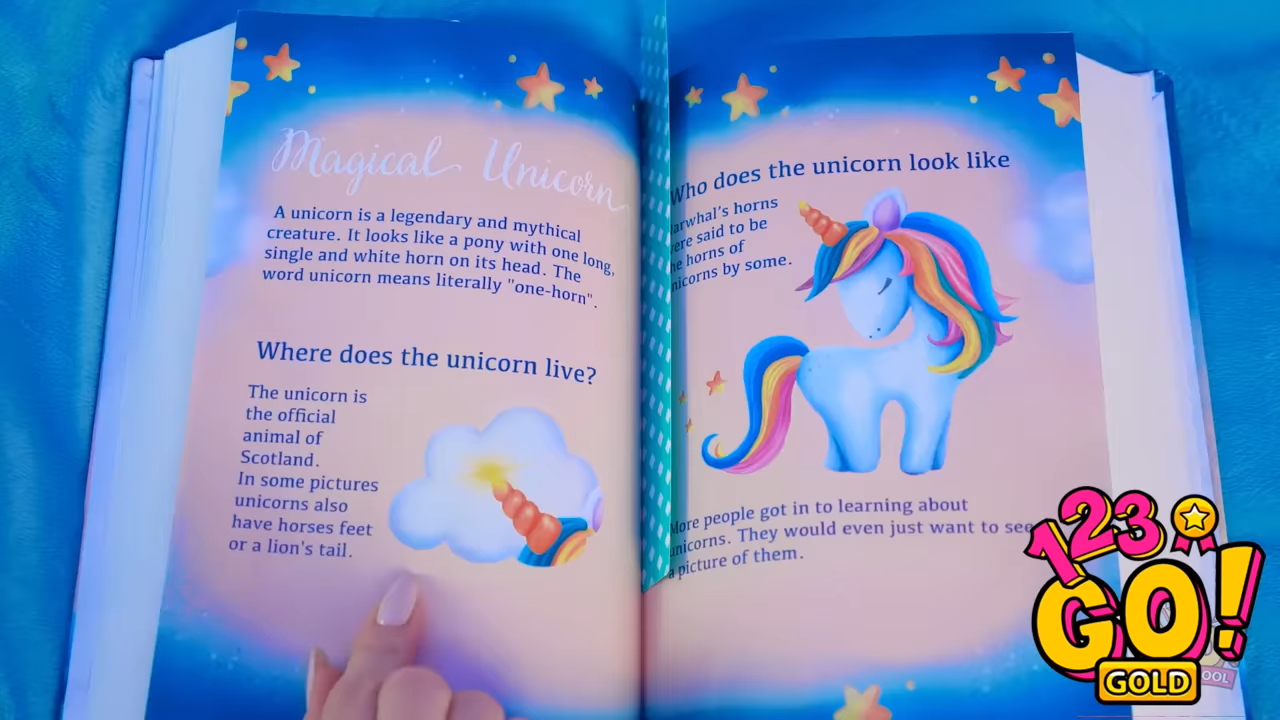 Magical Unicorn
A unicorn is a legendary and mythical
creature. It looks like a pony with one long,
single and white horn on its head. The
word unicorn means literally "one-horn".
Where does the unicorn live?
The unicorn is
the official
animal of
Scotland.
In some pictures
unicorns also
have horses feet
or a lion's tail.
Who does the unicorn look like
arwhal's horns
ere said to be
he horns of
nicorns by some.
More people got in to learning about
unicorns. They would even just want to see
a picture of them.
123
GO!
GOLD